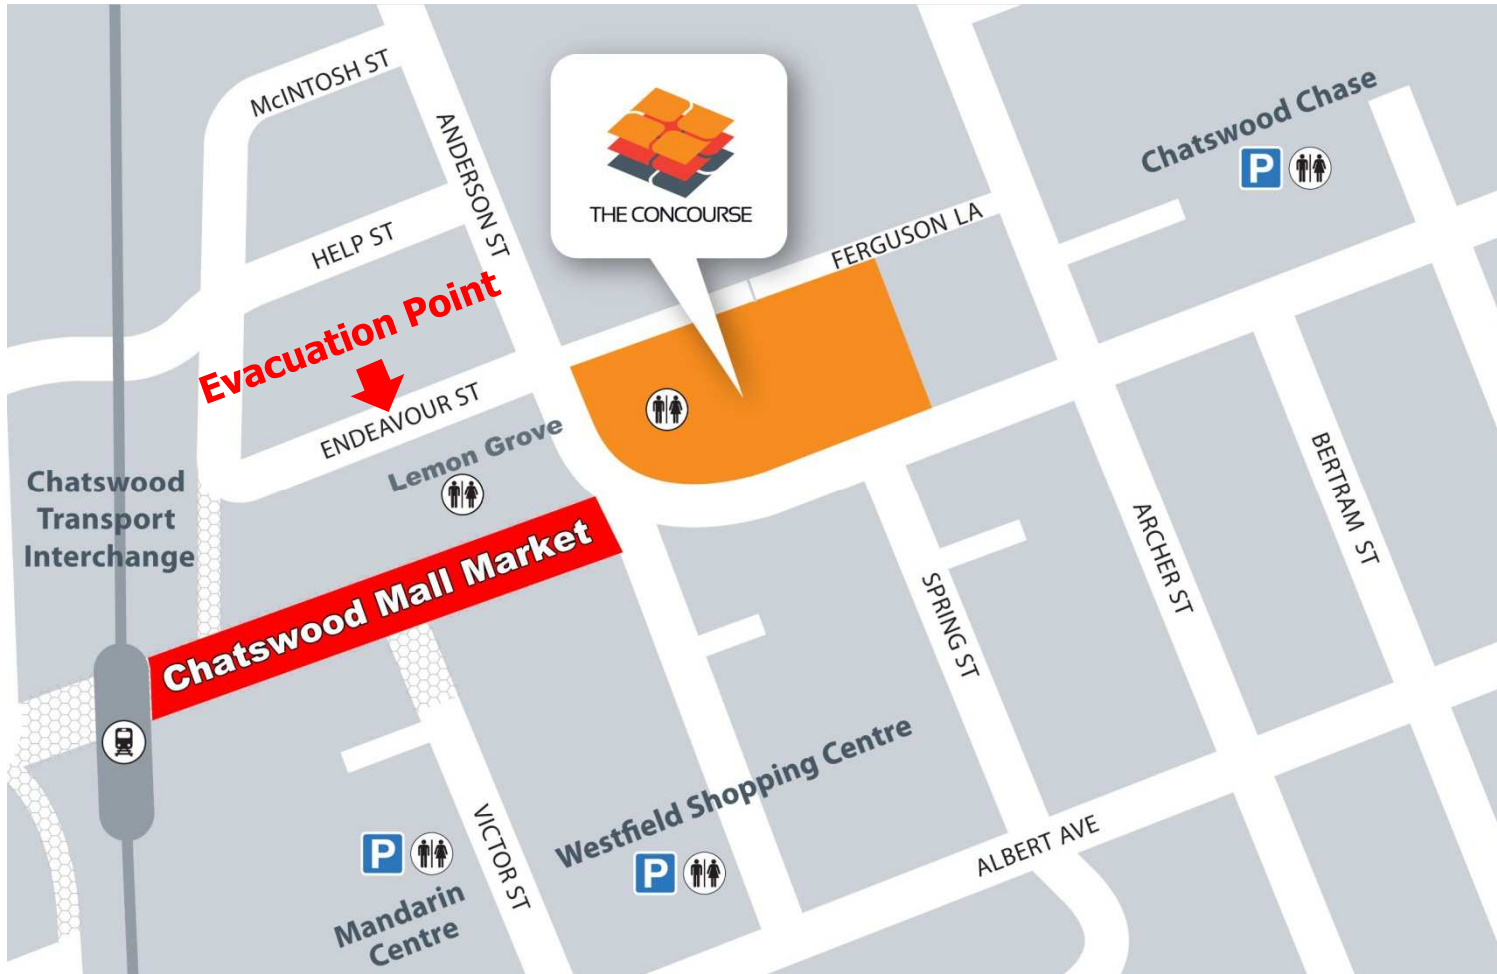 McINTOSH ST
ANDERSON ST
HELP ST
THE CONCOURSE
FERGUSON LA
Chatswood Chase
P
Evacuation Point
ENDEAVOUR ST
Lemon Grove
Chatswood
Transport
Interchange
Chatswood Mall Market
BERTRAM ST
ARCHER ST
SPRING ST
Westfield Shopping Centre
P
VICTOR ST
ALBERT AVE
P
Mandarin
Centre